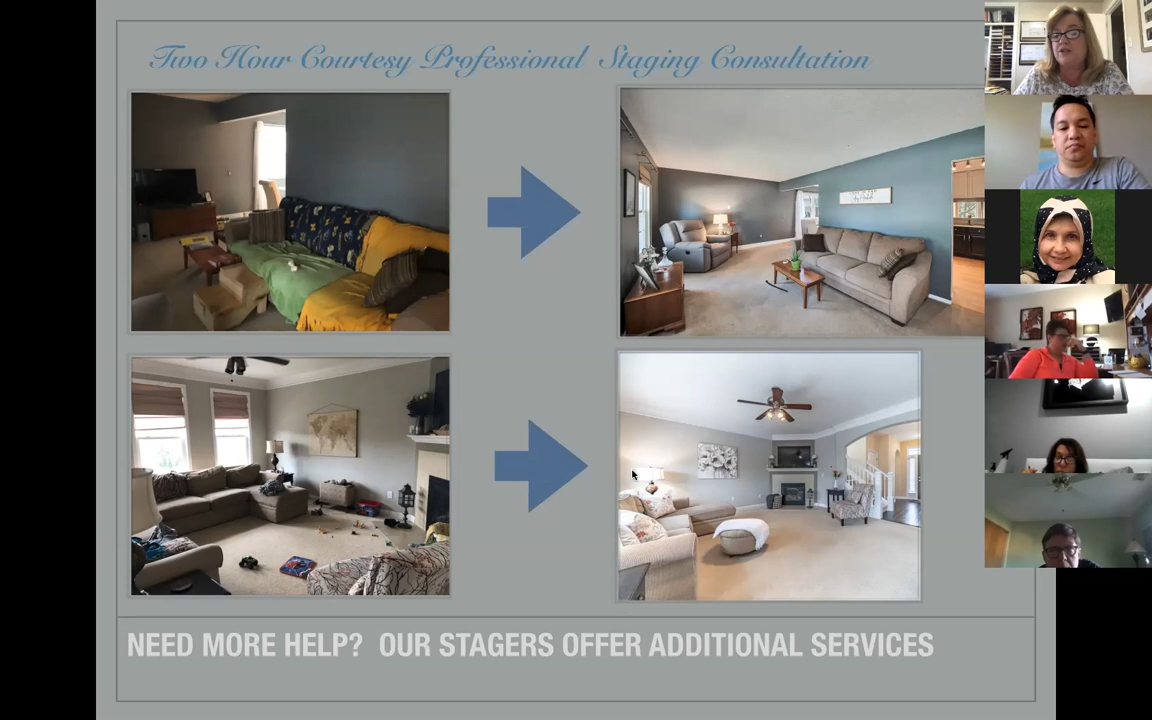 Two Hour Courtesy Professional Staging Consultation
NEED MORE HELP? OUR STAGERS OFFER ADDITIONAL SERVICES